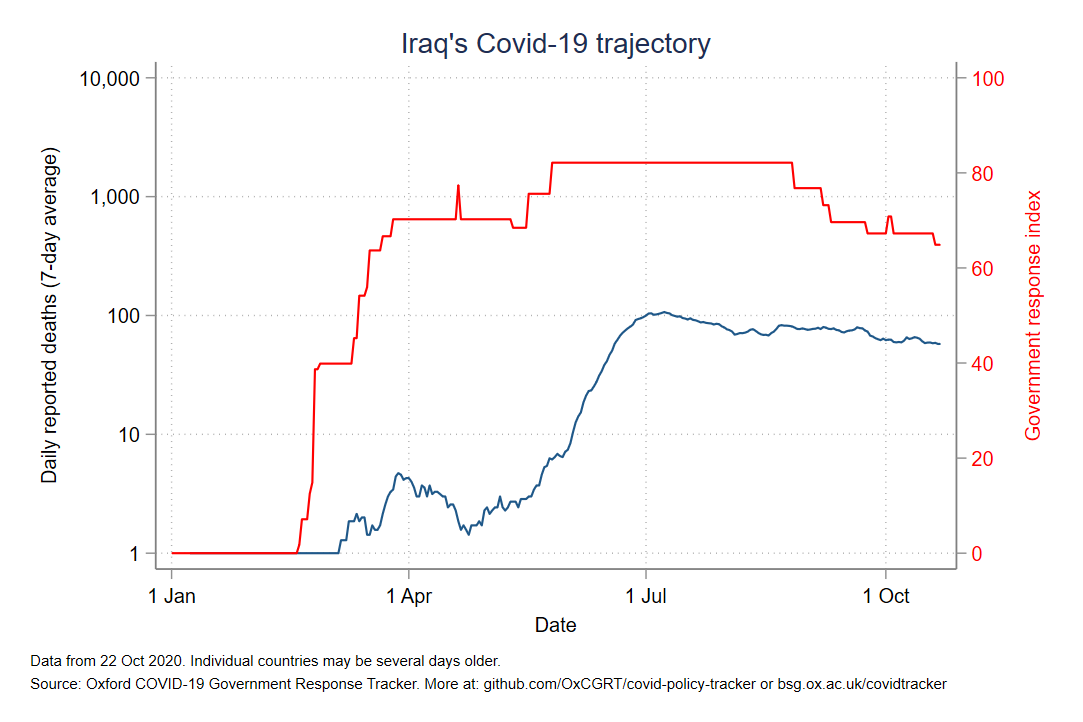 Iraq's Covid-19 trajectory
10,000
1,000
100
10
1
Daily reported deaths (7-day average)
100
80
60
40
20
0
Government response index
1 Jan
1 Apr
1 Jul
1 Oct
Date
Data from 22 Oct 2020. Individual countries may be several days older.
Source: Oxford COVID-19 Government Response Tracker. More at: github.com/OxCGRT/covid-policy-tracker or bsg.ox.ac.uk/covidtracker